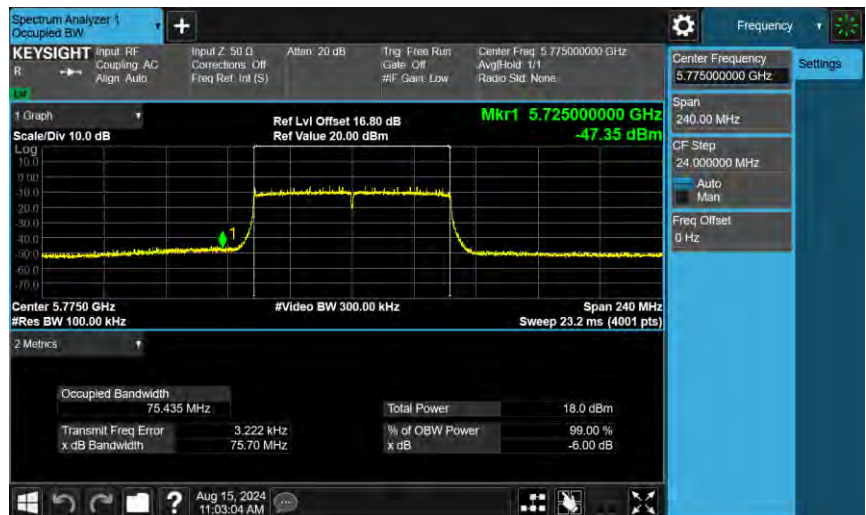 Spectrum Analyzer 1
Occupied BW
Frequency
KEYSIGHT
R
Input: RF
Coupling: AC
Align: Auto
Input Z: 50 Ω
Corrections: Off
Freq Ref: Int (S)
Atten: 20 dB
Trig: Free Run
Gate: Off
#IF Gain: Low
Center Freq: 5.775000000 GHz
Avg|Hold: 1/1
Radio Std: None
1 Graph
Scale/Div 10.0 dB
Ref Lvl Offset 16.80 dB
Ref Value 20.00 dBm
Mkr1 5.725000000 GHz
-47.35 dBm
Log
10.0
0.00
-10.0
-20.0
-30.0
-40.0
-50.0
-60.0
-70.0
1
Center 5.7750 GHz
#Res BW 100.00 kHz
#Video BW 300.00 kHz
Span 240 MHz
Sweep 23.2 ms (4001 pts)
2 Metrics
Occupied Bandwidth
75.435 MHz
Transmit Freq Error 3.222 kHz
x dB Bandwidth 75.70 MHz
Total Power 18.0 dBm
% of OBW Power 99.00 %
x dB -6.00 dB
Center Frequency
5.775000000 GHz
Span
240.00 MHz
CF Step
24.000000 MHz
Auto
Man
Freq Offset
0 Hz
Settings
Aug 15, 2024
11:03:04 AM